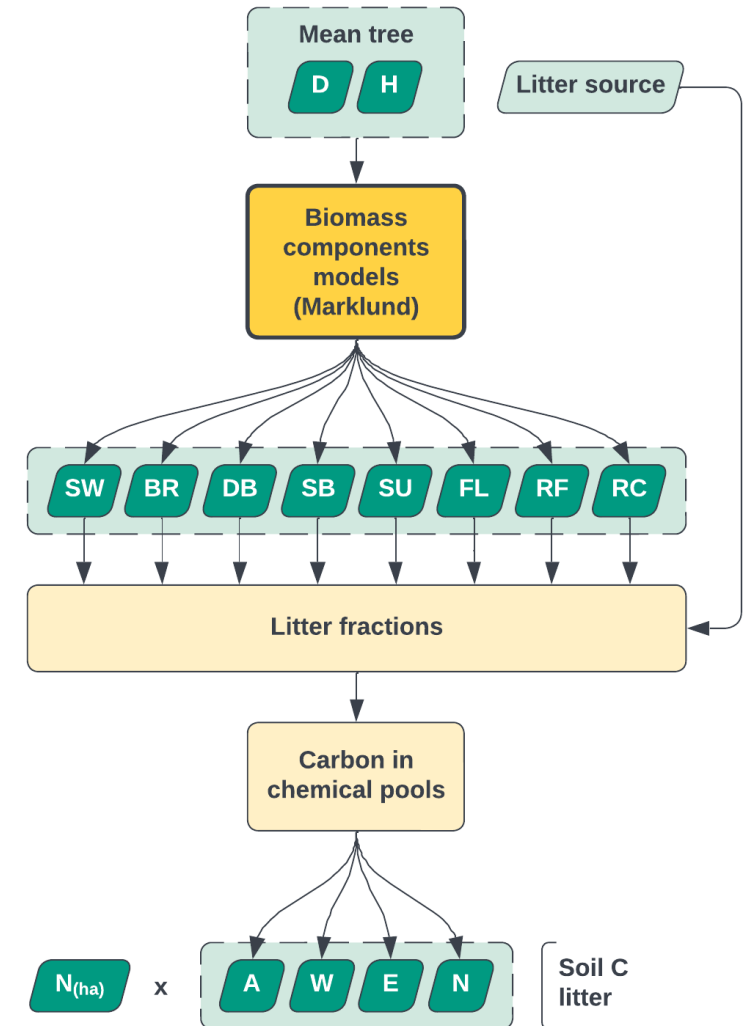 Mean tree
D H
Litter source
Biomass
components
models
(Marklund)
SW BR DB SB SU FL RF RC
Litter fractions
Carbon in
chemical pools
N(ha) x A W E N
Soil C
litter